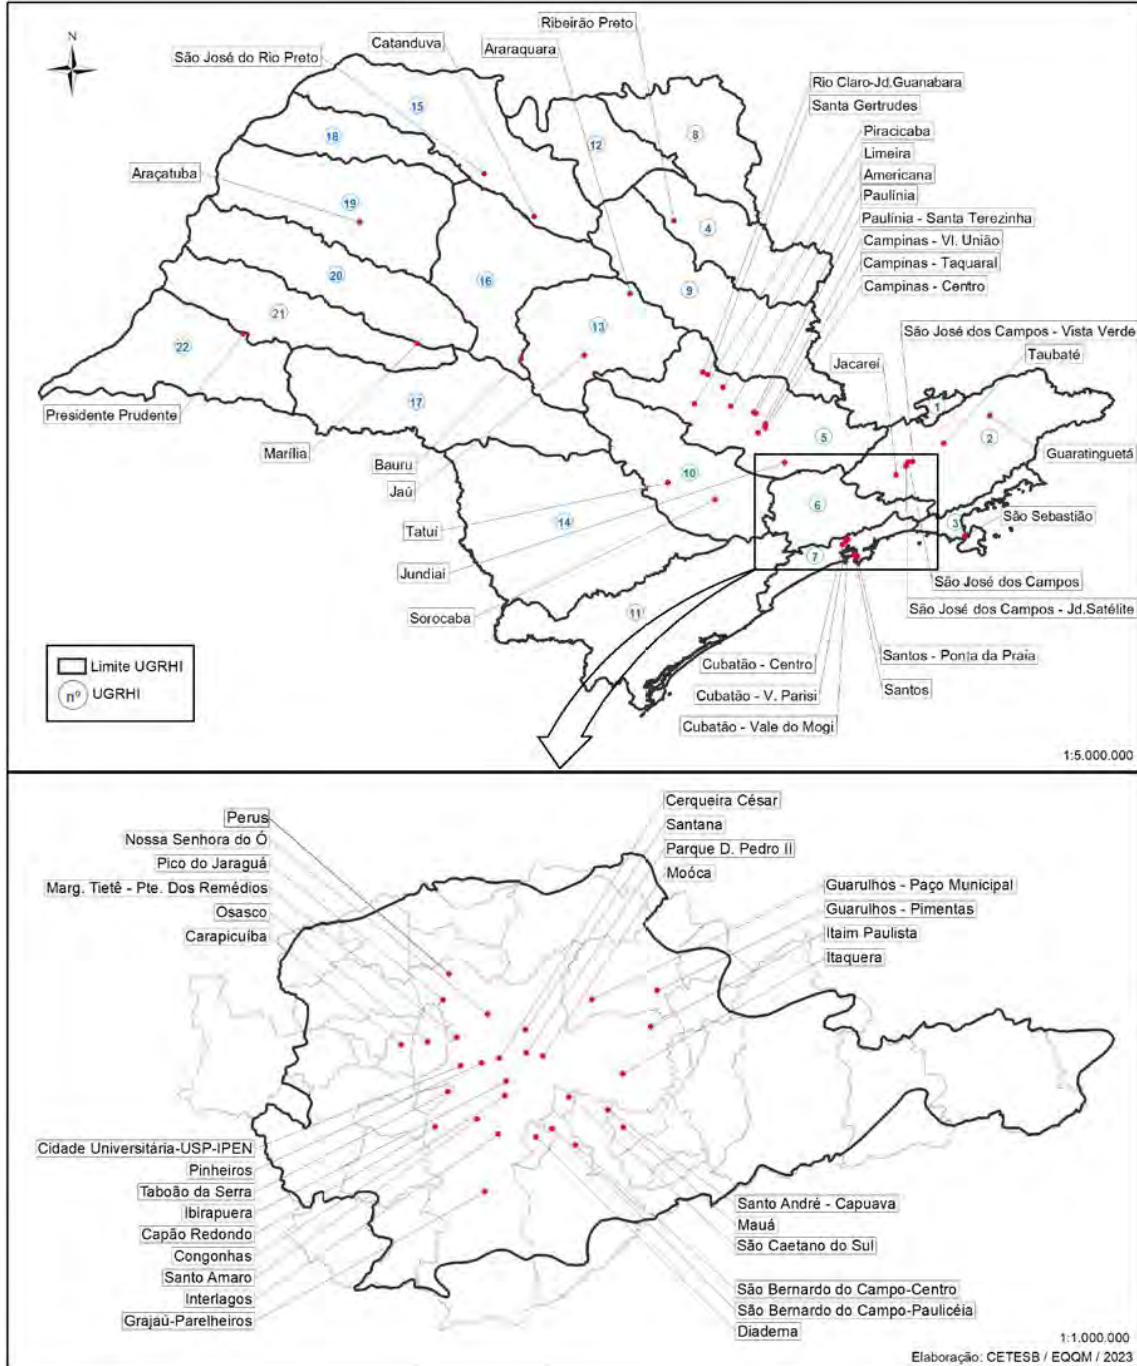 N
Ribeirão Preto
Catanduva
Araraquara
São José do Rio Preto
Rio Claro-Jd.Guanabara
Santa Gertrudes
Piracicaba
Limeira
Americana
Paulínia
Paulínia - Santa Terezinha
Campinas - Vl. União
Campinas - Taquaral
Campinas - Centro
Araçatuba
São José dos Campos - Vista Verde
Taubaté
Jacareí
Guaratinguetá
São Sebastião
Presidente Prudente
Marília
Bauru
Jaú
Tatuí
Jundiaí
Sorocaba
São José dos Campos
São José dos Campos - Jd.Satélite
Santos - Ponta da Praia
Santos
Cubatão - Centro
Cubatão - V. Parisi
Cubatão - Vale do Mogi
15
18
12
8
19
4
20
16
9
21
13
22
17
1
2
5
10
6
3
14
7
11
Limite UGRHI
nº UGRHI
1:5.000.000
Perus
Nossa Senhora do Ó
Pico do Jaraguá
Marg. Tietê - Pte. Dos Remédios
Osasco
Carapicuíba
Cerqueira César
Santana
Parque D. Pedro II
Moóca
Guarulhos - Paço Municipal
Guarulhos - Pimentas
Itaim Paulista
Itaquera
Cidade Universitária-USP-IPEN
Pinheiros
Taboão da Serra
Ibirapuera
Capão Redondo
Congonhas
Santo Amaro
Interlagos
Grajaú-Parelheiros
Santo André - Capuava
Mauá
São Caetano do Sul
São Bernardo do Campo-Centro
São Bernardo do Campo-Paulicéia
Diadema
1:1.000.000
Elaboração: CETESB / EQQM / 2023